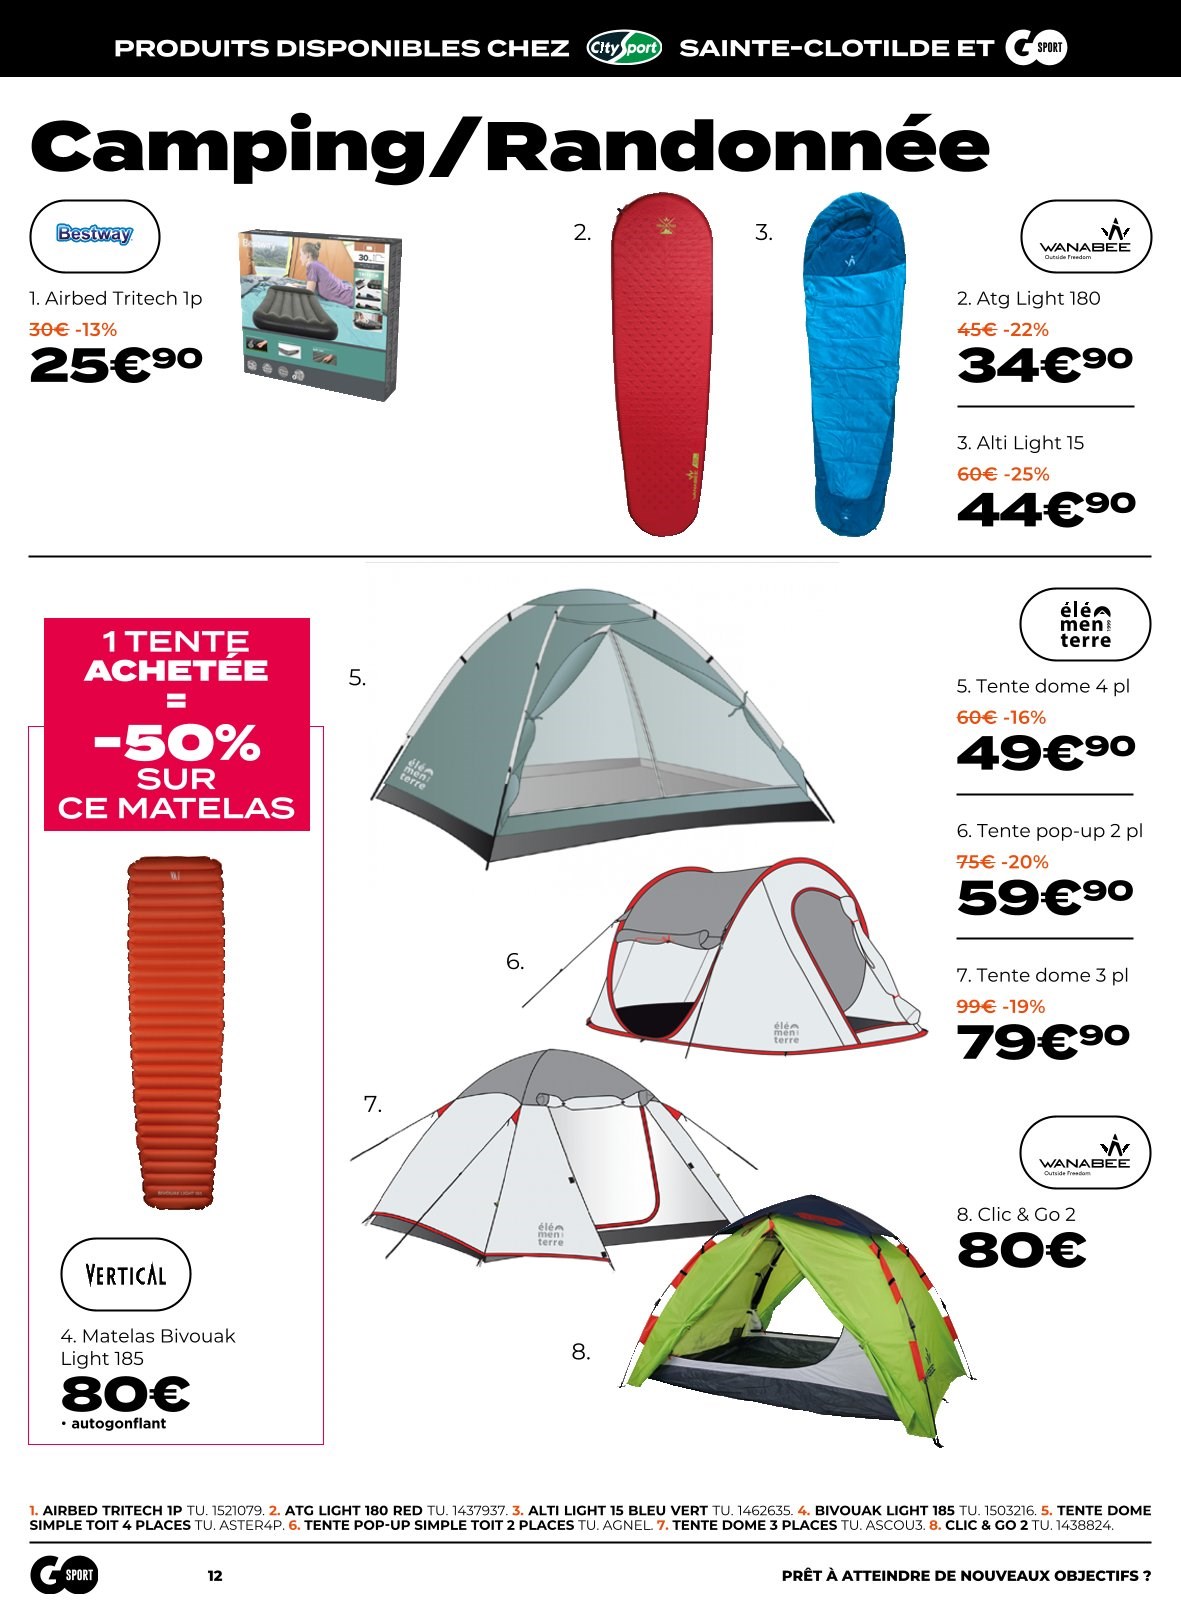 PRODUITS DISPONIBLES CHEZ CitySport SAINTE-CLOTILDE ET GO SPORT
Camping/Randonnée
Bestway
1. Airbed Tritech 1p
30€ -13%
25€90
2.
3.
WANABEE
Outside Freedom
2. Atg Light 180
45€ -22%
34€90
3. Alti Light 15
60€ -25%
44€90
1 TENTE
ACHETÉE
=
-50%
SUR
CE MATELAS
VERTICAL
4. Matelas Bivouak
Light 185
80€
• autogonflant
5.
6.
7.
8.
élé
men
terre
5. Tente dome 4 pl
60€ -16%
49€90
6. Tente pop-up 2 pl
75€ -20%
59€90
7. Tente dome 3 pl
99€ -19%
79€90
WANABEE
Outside Freedom
8. Clic & Go 2
80€
1. AIRBED TRITECH 1P TU. 1521079. 2. ATG LIGHT 180 RED TU. 1437937. 3. ALTI LIGHT 15 BLEU VERT TU. 1462635. 4. BIVOUAK LIGHT 185 TU. 1503216. 5. TENTE DOME
SIMPLE TOIT 4 PLACES TU. ASTER4P. 6. TENTE POP-UP SIMPLE TOIT 2 PLACES TU. AGNEL. 7. TENTE DOME 3 PLACES TU. ASCOU3. 8. CLIC & GO 2 TU. 1438824.
GO SPORT
12
PRÊT À ATTEINDRE DE NOUVEAUX OBJECTIFS ?